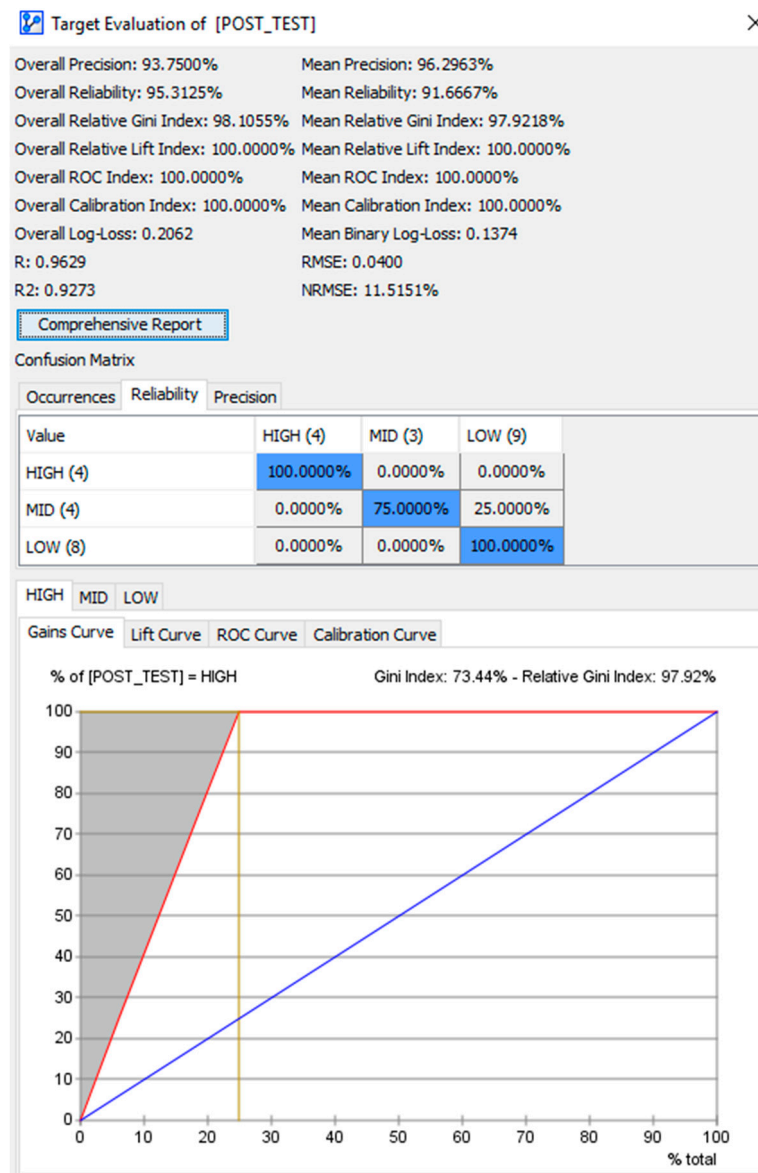 Target Evaluation of [POST_TEST]
Overall Precision: 93.7500% Mean Precision: 96.2963%
Overall Reliability: 95.3125% Mean Reliability: 91.6667%
Overall Relative Gini Index: 98.1055% Mean Relative Gini Index: 97.9218%
Overall Relative Lift Index: 100.0000% Mean Relative Lift Index: 100.0000%
Overall ROC Index: 100.0000% Mean ROC Index: 100.0000%
Overall Calibration Index: 100.0000% Mean Calibration Index: 100.0000%
Overall Log-Loss: 0.2062 Mean Binary Log-Loss: 0.1374
R: 0.9629 RMSE: 0.0400
R2: 0.9273 NRMSE: 11.5151%
Comprehensive Report
Confusion Matrix
Occurrences Reliability Precision
Value HIGH (4) MID (3) LOW (9)
HIGH (4) 100.0000% 0.0000% 0.0000%
MID (4) 0.0000% 75.0000% 25.0000%
LOW (8) 0.0000% 0.0000% 100.0000%
HIGH MID LOW
Gains Curve Lift Curve ROC Curve Calibration Curve
% of [POST_TEST] = HIGH Gini Index: 73.44% - Relative Gini Index: 97.92%
100
90
80
70
60
50
40
30
20
10
0
0 10 20 30 40 50 60 70 80 90 100
% total